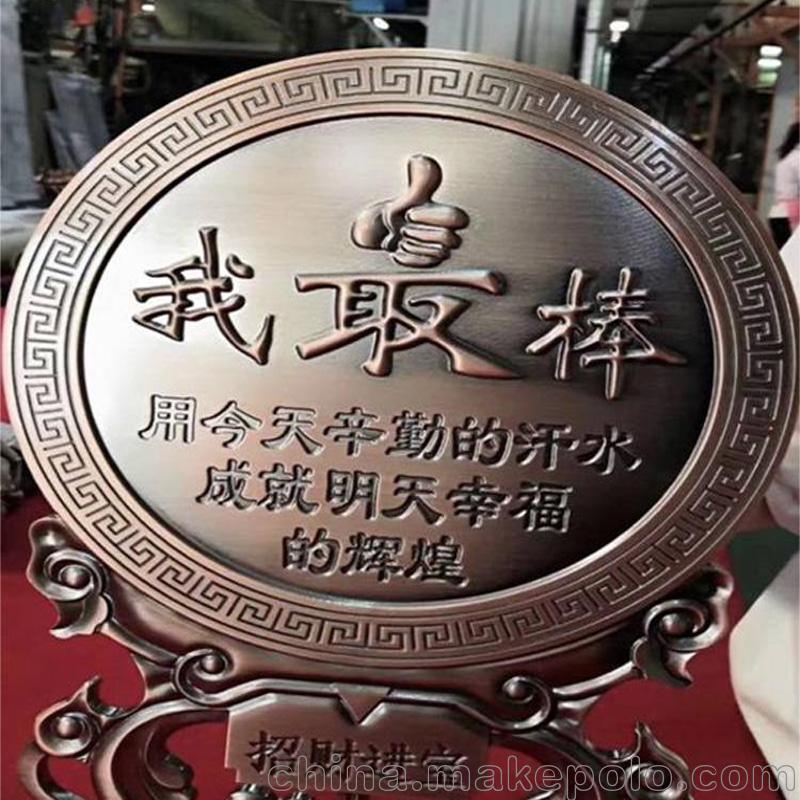 我最棒
用今天辛勤的汗水
成就明天幸福
的辉煌
招财进宝
china.makepolo.com